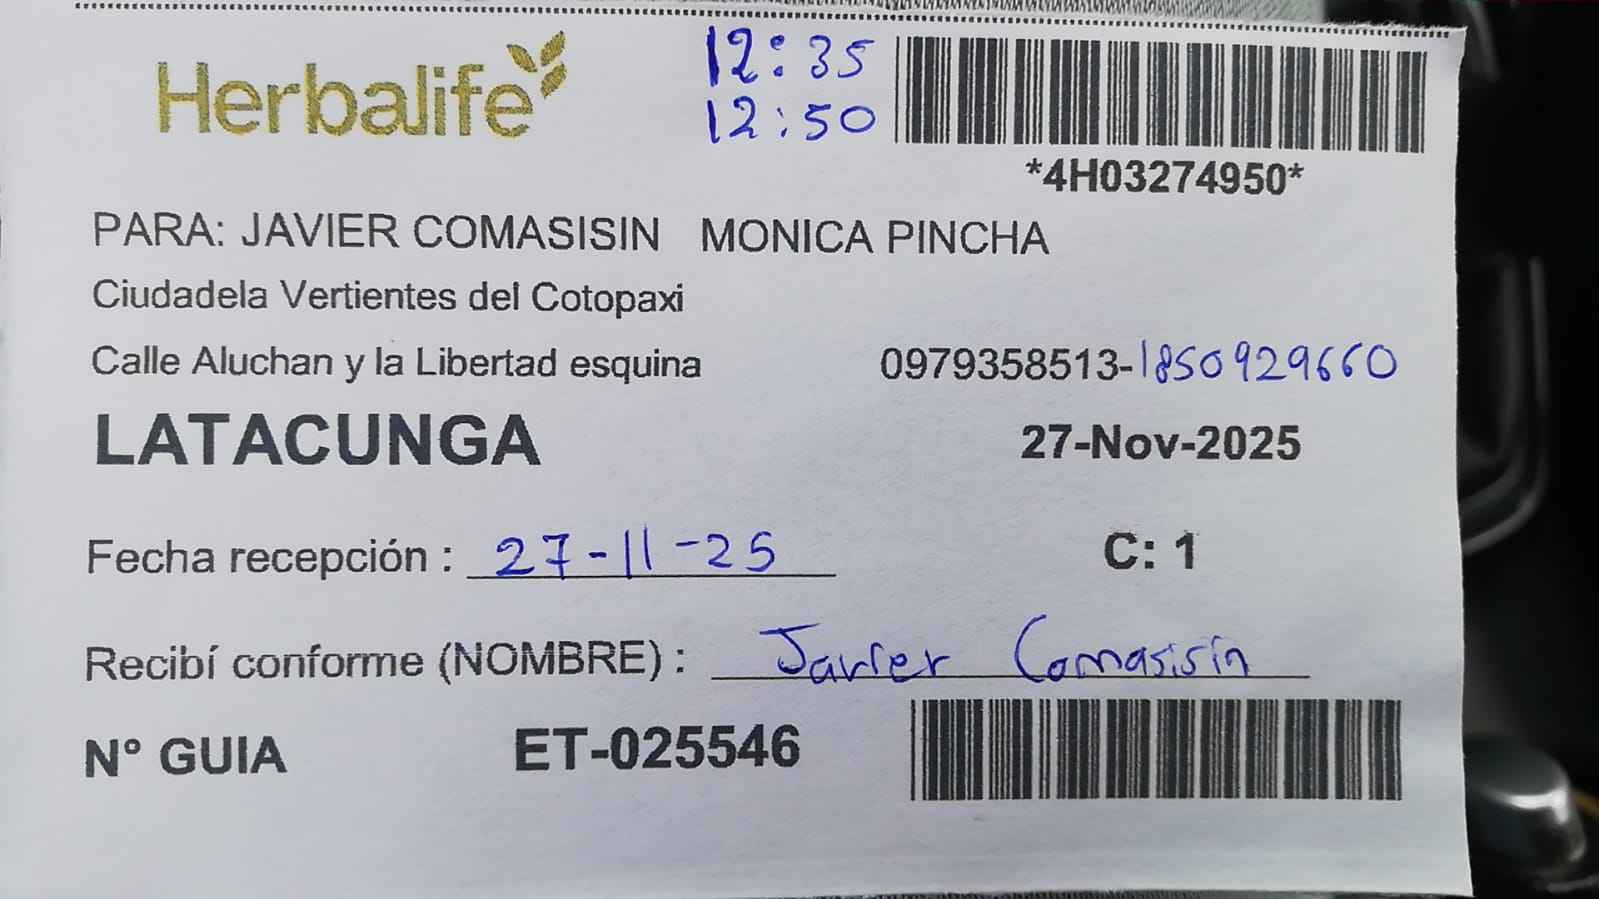 Herbalife
12:35
12:50
*4H03274950*
PARA: JAVIER COMASISIN MONICA PINCHA
Ciudadela Vertientes del Cotopaxi
Calle Aluchan y la Libertad esquina 0979358513-1850929660
LATACUNGA 27-Nov-2025
Fecha recepción : 27-11-25 C: 1
Recibí conforme (NOMBRE) : Javier Comasisin
N° GUIA ET-025546